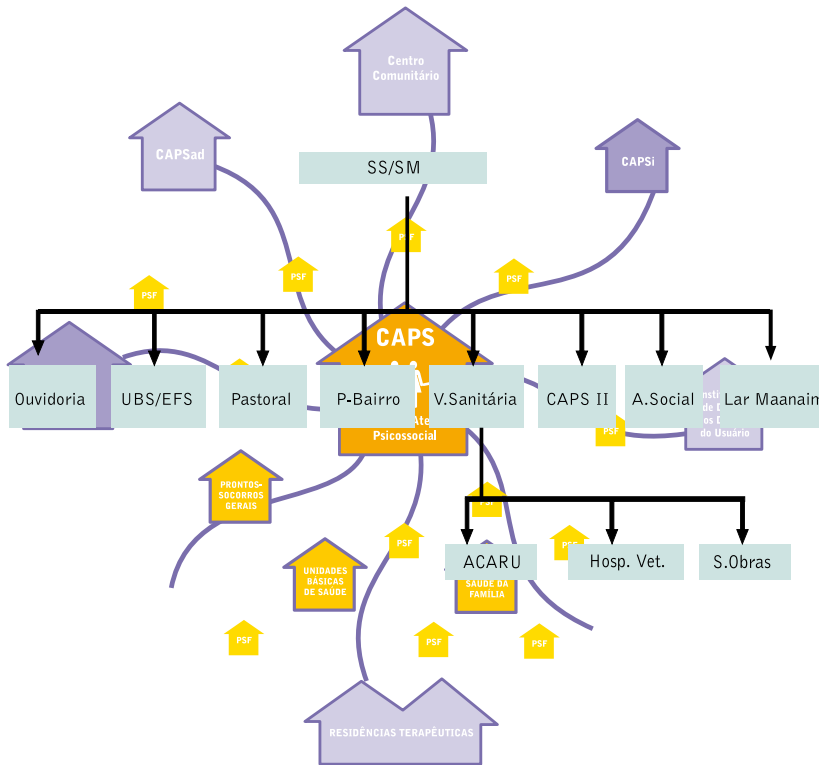 Centro
Comunitário
CAPSad
CAPSi
SS/SM
PSF
PSF
PSF
PSF
CAPS
Ouvidoria
UBS/EFS
Pastoral
P-Bairro
V.Sanitária
CAPS II
A.Social
Lar Maanaim
Psicossocial
do Usuário
PSF
PRONTOS-
SOCORROS
GERAIS
PSF
PSF
PSF
ACARU
Hosp. Vet.
S.Obras
UNIDADES
BÁSICAS
DE SAÚDE
SAÚDE DA
FAMÍLIA
PSF
PSF
PSF
RESIDÊNCIAS TERAPÊUTICAS